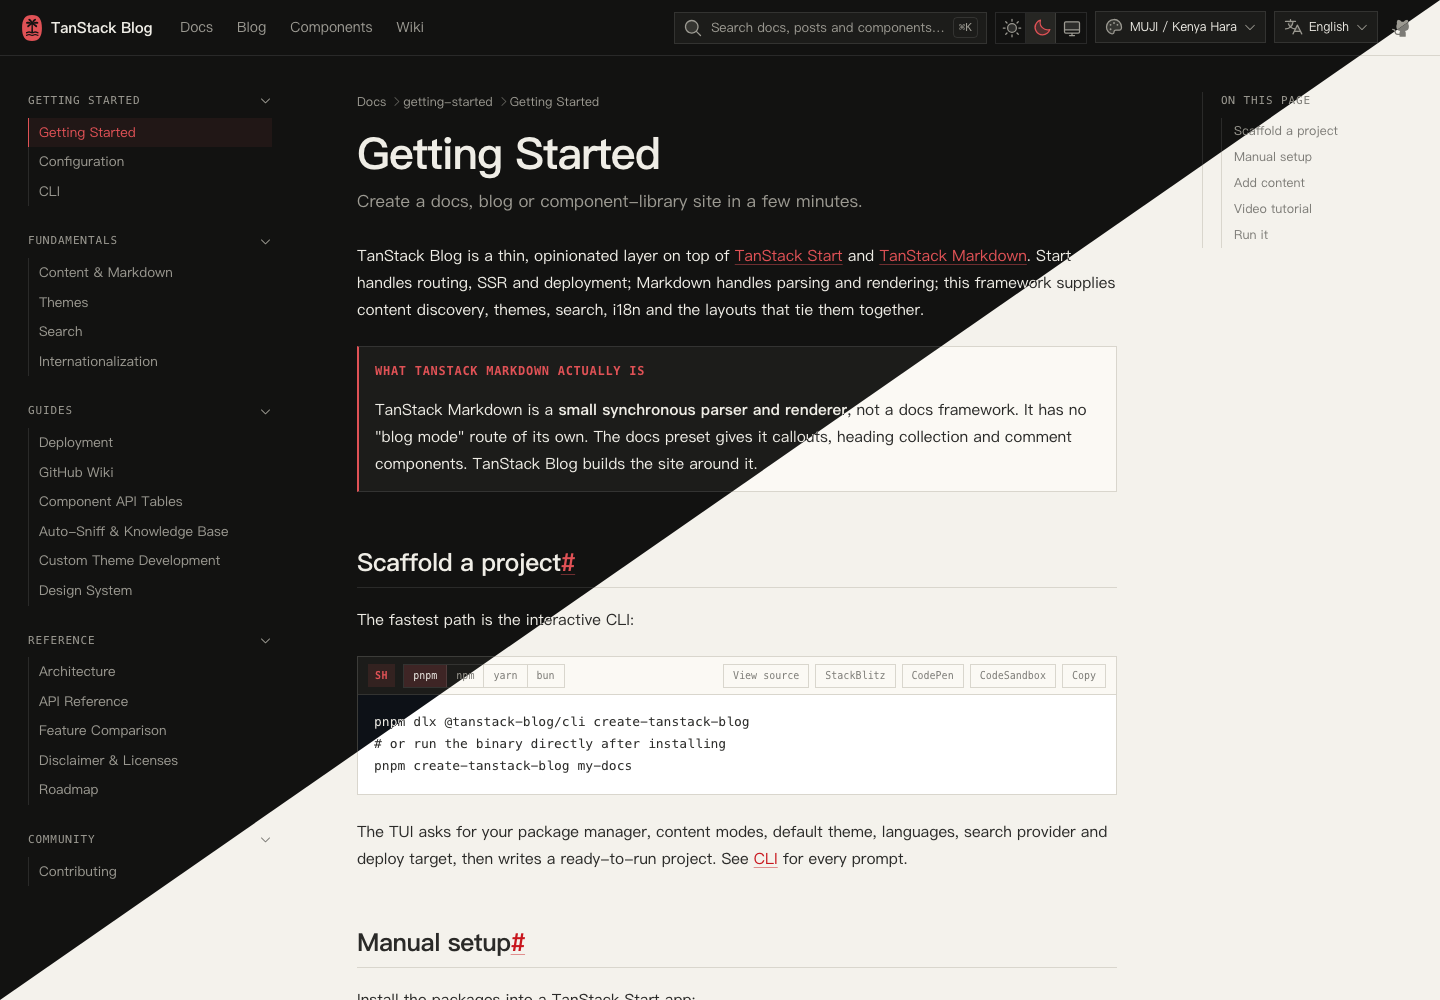 TanStack Blog
Docs
Blog
Components
Wiki
Search docs, posts and components...
⌘K
MUJI / Kenya Hara
English
GETTING STARTED
Getting Started
Configuration
CLI
FUNDAMENTALS
Content & Markdown
Themes
Search
Internationalization
GUIDES
Deployment
GitHub Wiki
Component API Tables
Auto-Sniff & Knowledge Base
Custom Theme Development
Design System
REFERENCE
Architecture
API Reference
Feature Comparison
Disclaimer & Licenses
Roadmap
COMMUNITY
Contributing
Docs > getting-started > Getting Started
Getting Started
Create a docs, blog or component-library site in a few minutes.
TanStack Blog is a thin, opinionated layer on top of TanStack Start and TanStack Markdown. Start
handles routing, SSR and deployment; Markdown handles parsing and rendering; this framework supplies
content discovery, themes, search, i18n and the layouts that tie them together.
WHAT TANSTACK MARKDOWN ACTUALLY IS
TanStack Markdown is a small synchronous parser and renderer, not a docs framework. It has no
"blog mode" route of its own. The docs preset gives it callouts, heading collection and comment
components. TanStack Blog builds the site around it.
Scaffold a project#
The fastest path is the interactive CLI:
SH
pnpm
npm
yarn
bun
View source
StackBlitz
CodePen
CodeSandbox
Copy
pnpm dlx @tanstack-blog/cli create-tanstack-blog
# or run the binary directly after installing
pnpm create-tanstack-blog my-docs
The TUI asks for your package manager, content modes, default theme, languages, search provider and
deploy target, then writes a ready-to-run project. See CLI for every prompt.
Manual setup#
Install the packages into a TanStack Start app:
ON THIS PAGE
Scaffold a project
Manual setup
Add content
Video tutorial
Run it